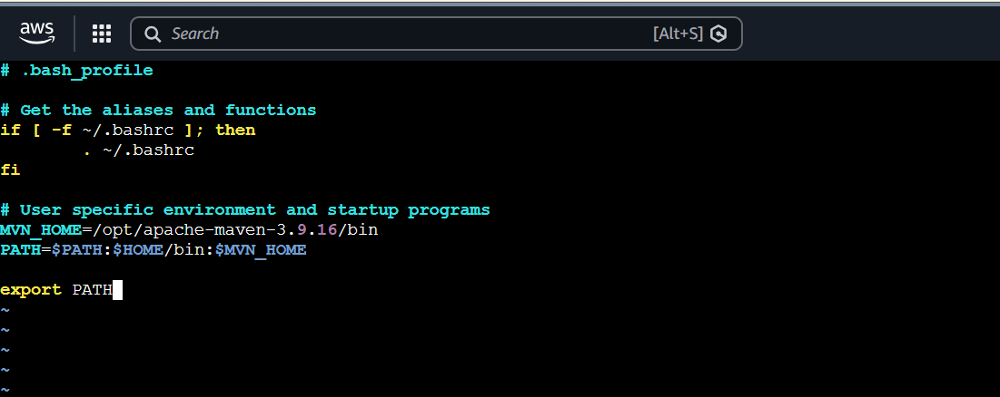 aws
Search [Alt+S]
# .bash_profile
# Get the aliases and functions
if [ -f ~/.bashrc ]; then
        . ~/.bashrc
fi
# User specific environment and startup programs
MVN_HOME=/opt/apache-maven-3.9.16/bin
PATH=$PATH:$HOME/bin:$MVN_HOME
export PATH
~
~
~
~
~